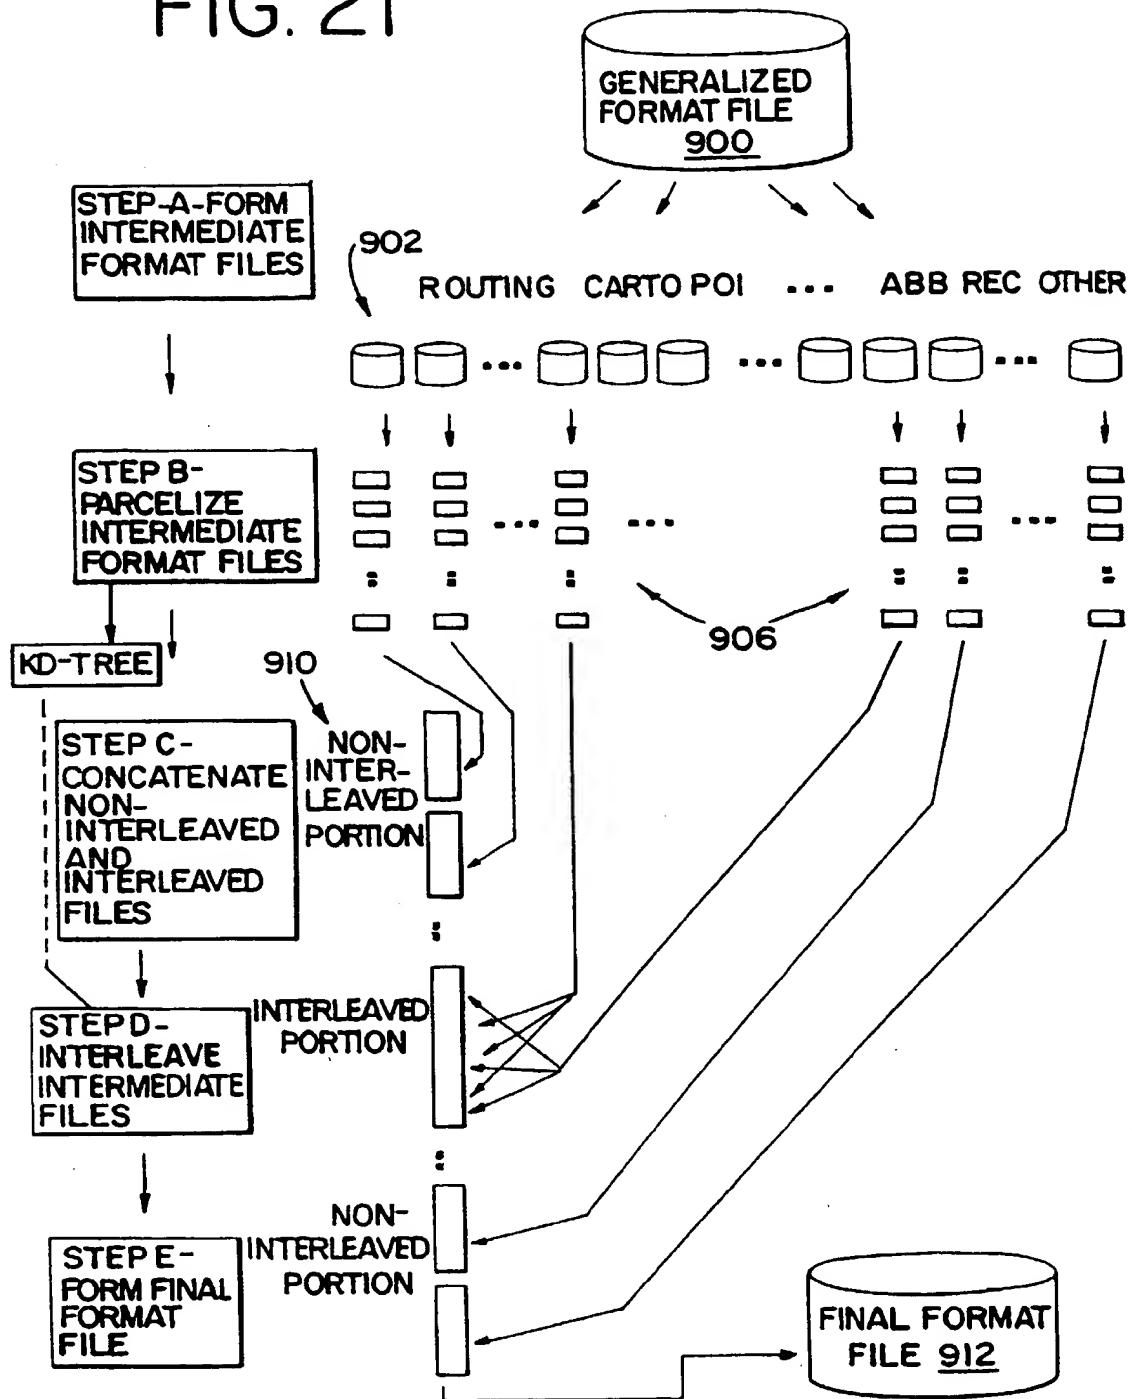 FIG. 21
GENERALIZED
FORMAT FILE
900
STEP-A-FORM
INTERMEDIATE
FORMAT FILES
902
ROUTING CARTO POI ... ABB REC OTHER
STEP B-
PARCELIZE
INTERMEDIATE
FORMAT FILES
906
KD-TREE
910
STEP C-
CONCATENATE
NON-
INTERLEAVED
AND
INTERLEAVED
FILES
NON-
INTER-
LEAVED
PORTION
STEP D-
INTERLEAVE
INTERMEDIATE
FILES
INTERLEAVED
PORTION
STEP E-
FORM FINAL
FORMAT
FILE
NON-
INTERLEAVED
PORTION
FINAL FORMAT
FILE 912